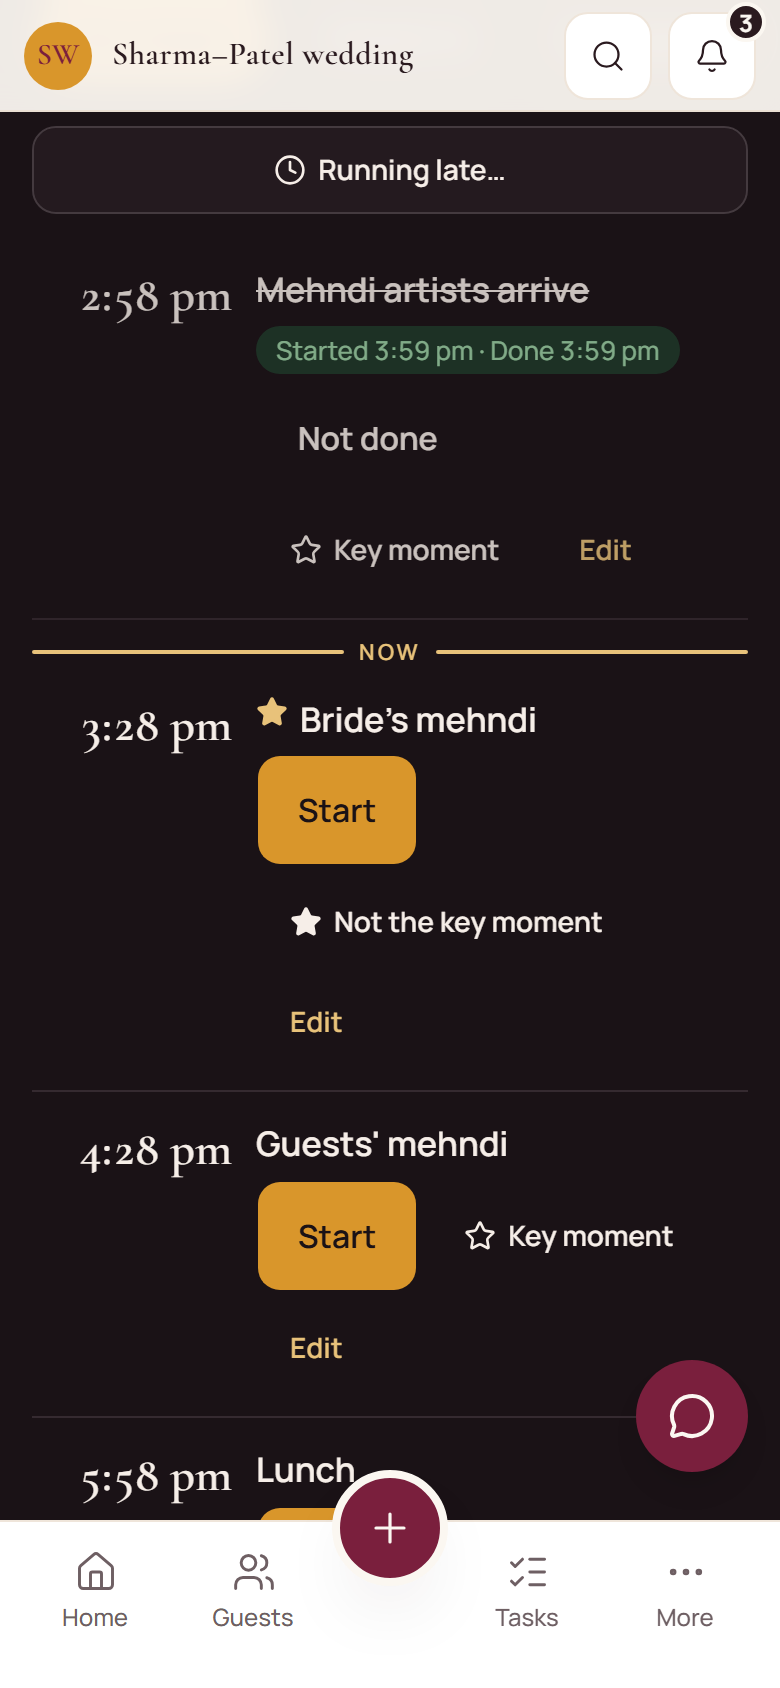 SW
Sharma–Patel wedding
3
Running late...
2:58 pm
Mehndi artists arrive
Started 3:59 pm · Done 3:59 pm
Not done
Key moment
Edit
NOW
3:28 pm
Bride’s mehndi
Start
Not the key moment
Edit
4:28 pm
Guests' mehndi
Start
Key moment
Edit
5:58 pm
Lunch
Home
Guests
Tasks
More